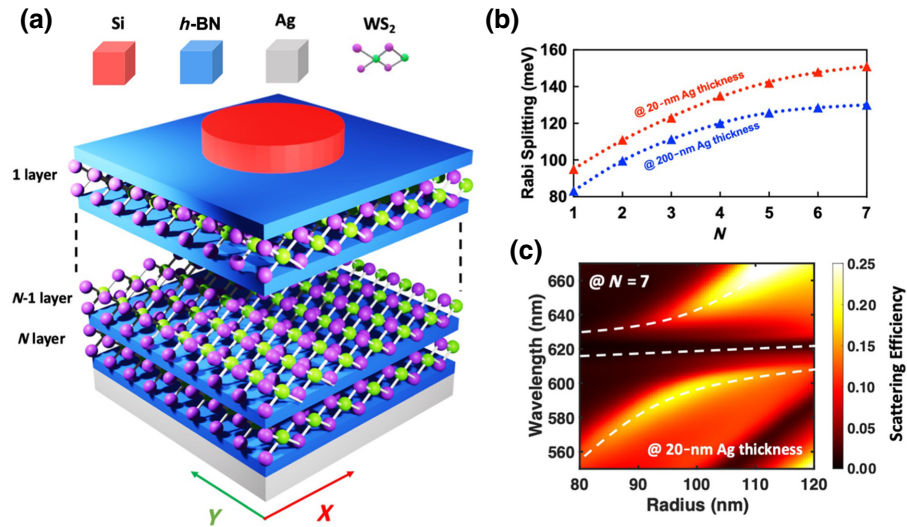 (a)
Si
h-BN
Ag
WS₂
1 layer
N-1 layer
N layer
Y
X
(b)
Rabi Splitting (meV)
160
140
120
100
80
@ 20-nm Ag thickness
@ 200-nm Ag thickness
1 2 3 4 5 6 7
N
(c)
Wavelength (nm)
660
640
620
600
580
560
@ N = 7
@ 20-nm Ag thickness
80 90 100 110 120
Radius (nm)
0.25
0.20
0.15
0.10
0.05
0.00
Scattering Efficiency